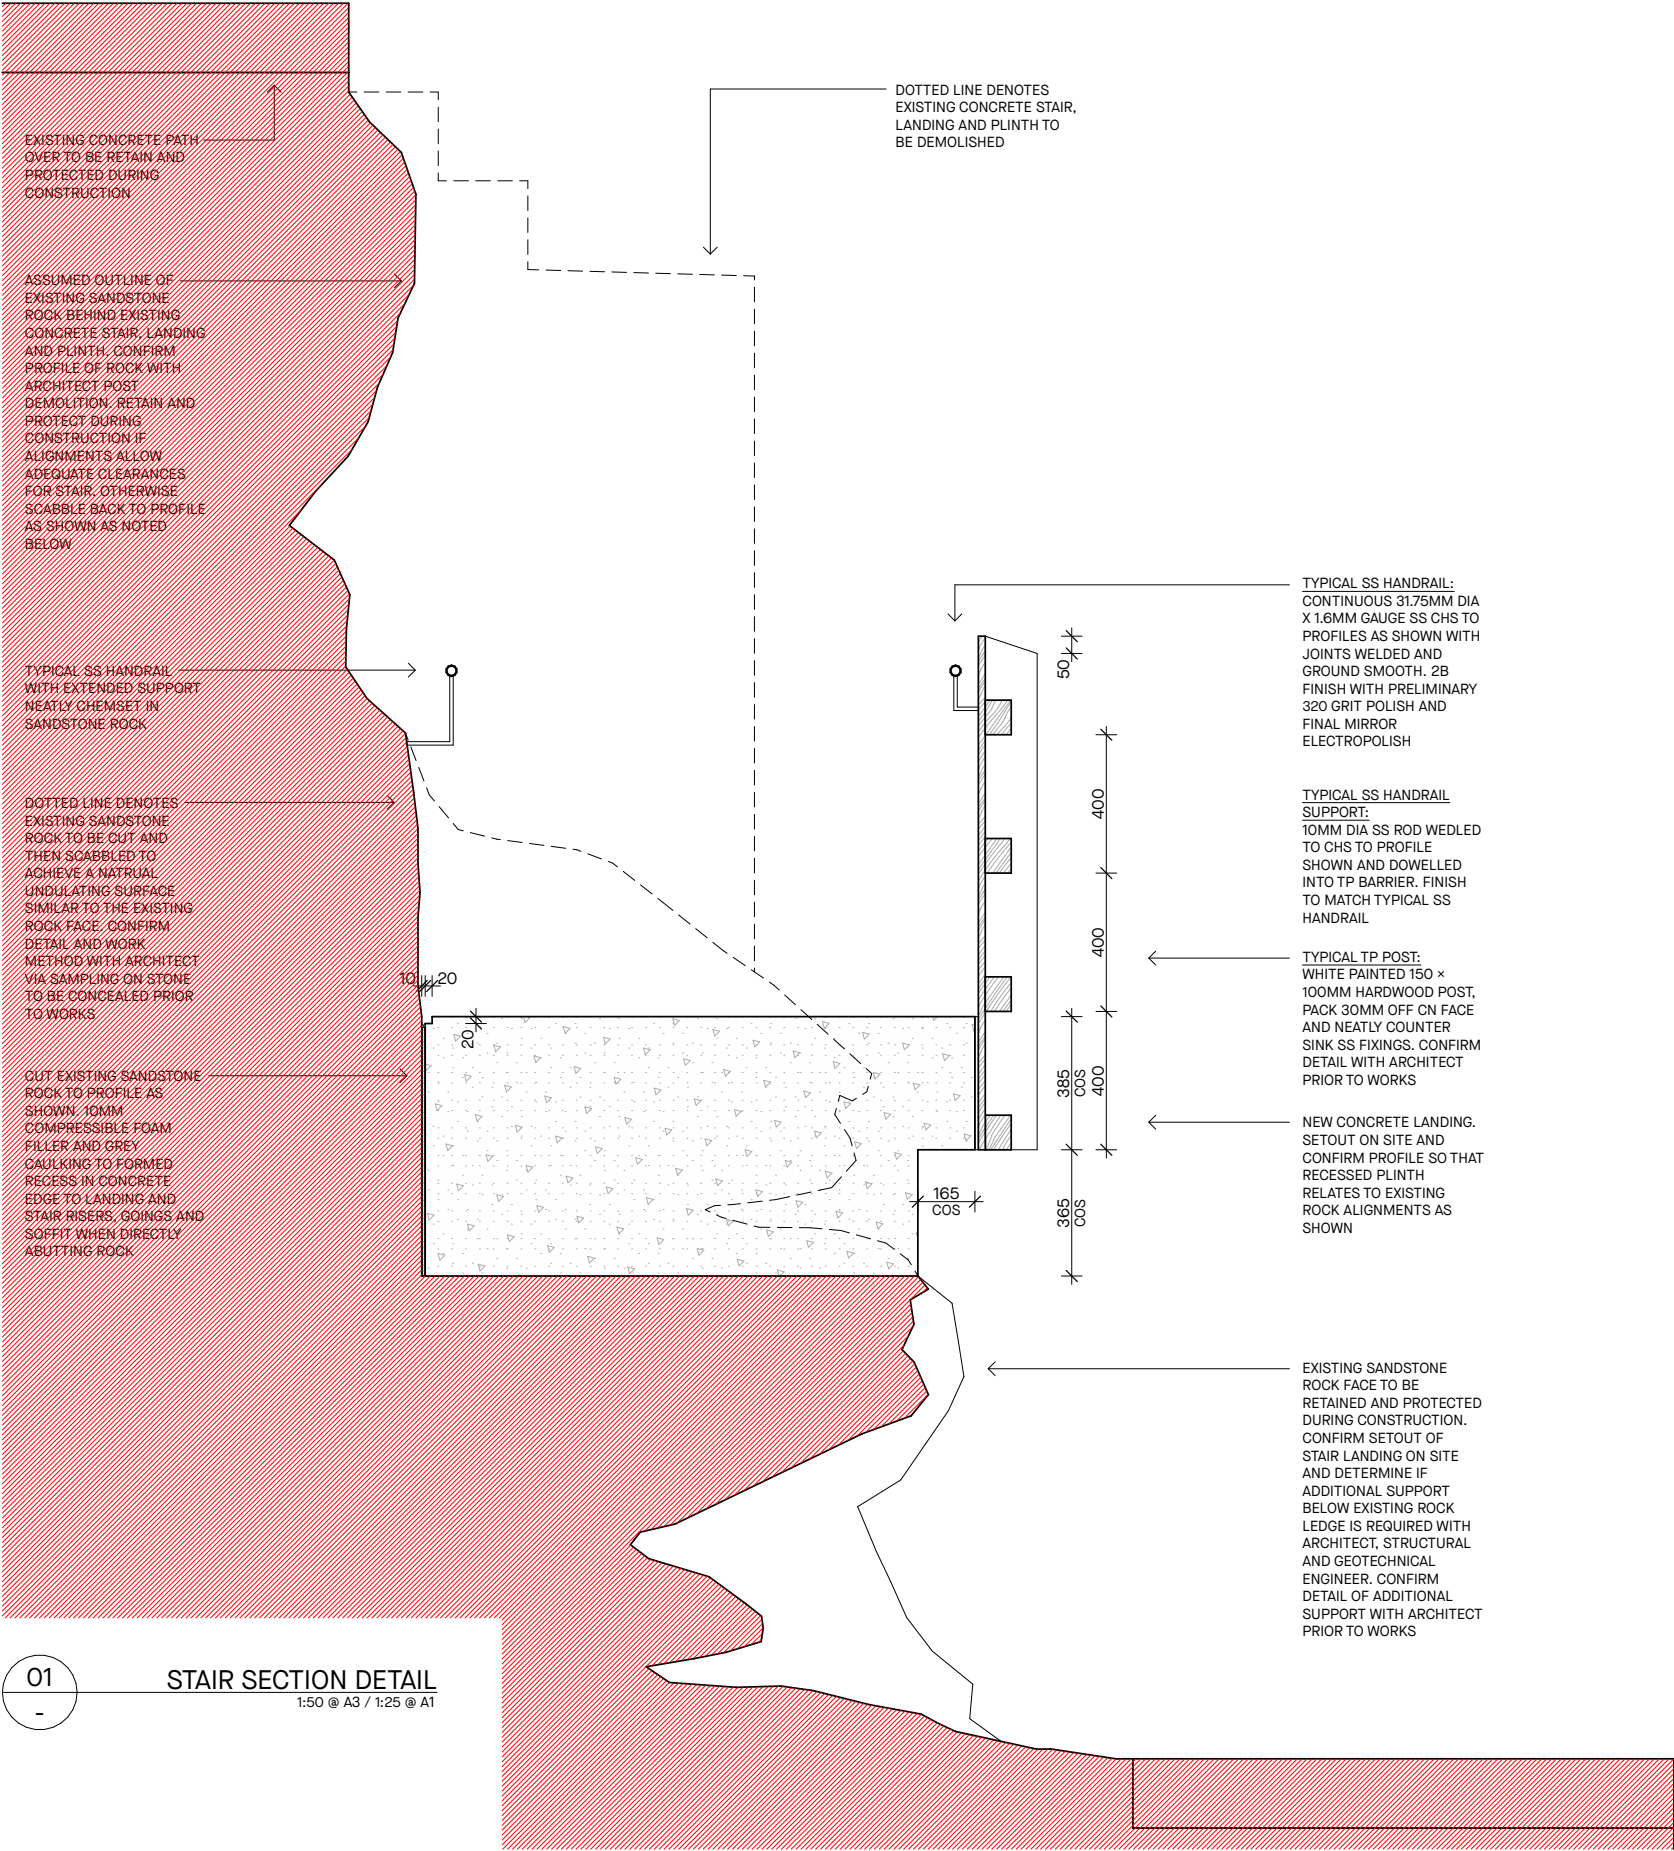 DOTTED LINE DENOTES
EXISTING CONCRETE STAIR,
LANDING AND PLINTH TO
BE DEMOLISHED
EXISTING CONCRETE PATH
OVER TO BE RETAIN AND
PROTECTED DURING
CONSTRUCTION
ASSUMED OUTLINE OF
EXISTING SANDSTONE
ROCK BEHIND EXISTING
CONCRETE STAIR, LANDING
AND PLINTH. CONFIRM
PROFILE OF ROCK WITH
ARCHITECT POST
DEMOLITION. RETAIN AND
PROTECT DURING
CONSTRUCTION IF
ALIGNMENTS ALLOW
ADEQUATE CLEARANCES
FOR STAIR. OTHERWISE
SCABBLE BACK TO PROFILE
AS SHOWN AS NOTED
BELOW
TYPICAL SS HANDRAIL
WITH EXTENDED SUPPORT
NEATLY CHEMSET IN
SANDSTONE ROCK
DOTTED LINE DENOTES
EXISTING SANDSTONE
ROCK TO BE CUT AND
THEN SCABBLED TO
ACHIEVE A NATRUAL
UNDULATING SURFACE
SIMILAR TO THE EXISTING
ROCK FACE. CONFIRM
DETAIL AND WORK
METHOD WITH ARCHITECT
VIA SAMPLING ON STONE
TO BE CONCEALED PRIOR
TO WORKS
CUT EXISTING SANDSTONE
ROCK TO PROFILE AS
SHOWN. 10MM
COMPRESSIBLE FOAM
FILLER AND GREY
CAULKING TO FORMED
RECESS IN CONCRETE
EDGE TO LANDING AND
STAIR RISERS, GOINGS AND
SOFFIT WHEN DIRECTLY
ABUTTING ROCK
10 20
20
50
400
400
385
COS
400
165
COS
365
COS
TYPICAL SS HANDRAIL:
CONTINUOUS 31.75MM DIA
X 1.6MM GAUGE SS CHS TO
PROFILES AS SHOWN WITH
JOINTS WELDED AND
GROUND SMOOTH. 2B
FINISH WITH PRELIMINARY
320 GRIT POLISH AND
FINAL MIRROR
ELECTROPOLISH
TYPICAL SS HANDRAIL
SUPPORT:
10MM DIA SS ROD WEDLED
TO CHS TO PROFILE
SHOWN AND DOWELLED
INTO TP BARRIER. FINISH
TO MATCH TYPICAL SS
HANDRAIL
TYPICAL TP POST:
WHITE PAINTED 150 ×
100MM HARDWOOD POST,
PACK 30MM OFF CN FACE
AND NEATLY COUNTER
SINK SS FIXINGS. CONFIRM
DETAIL WITH ARCHITECT
PRIOR TO WORKS
NEW CONCRETE LANDING.
SETOUT ON SITE AND
CONFIRM PROFILE SO THAT
RECESSED PLINTH
RELATES TO EXISTING
ROCK ALIGNMENTS AS
SHOWN
EXISTING SANDSTONE
ROCK FACE TO BE
RETAINED AND PROTECTED
DURING CONSTRUCTION.
CONFIRM SETOUT OF
STAIR LANDING ON SITE
AND DETERMINE IF
ADDITIONAL SUPPORT
BELOW EXISTING ROCK
LEDGE IS REQUIRED WITH
ARCHITECT, STRUCTURAL
AND GEOTECHNICAL
ENGINEER. CONFIRM
DETAIL OF ADDITIONAL
SUPPORT WITH ARCHITECT
PRIOR TO WORKS
01
-
STAIR SECTION DETAIL
1:50 @ A3 / 1:25 @ A1